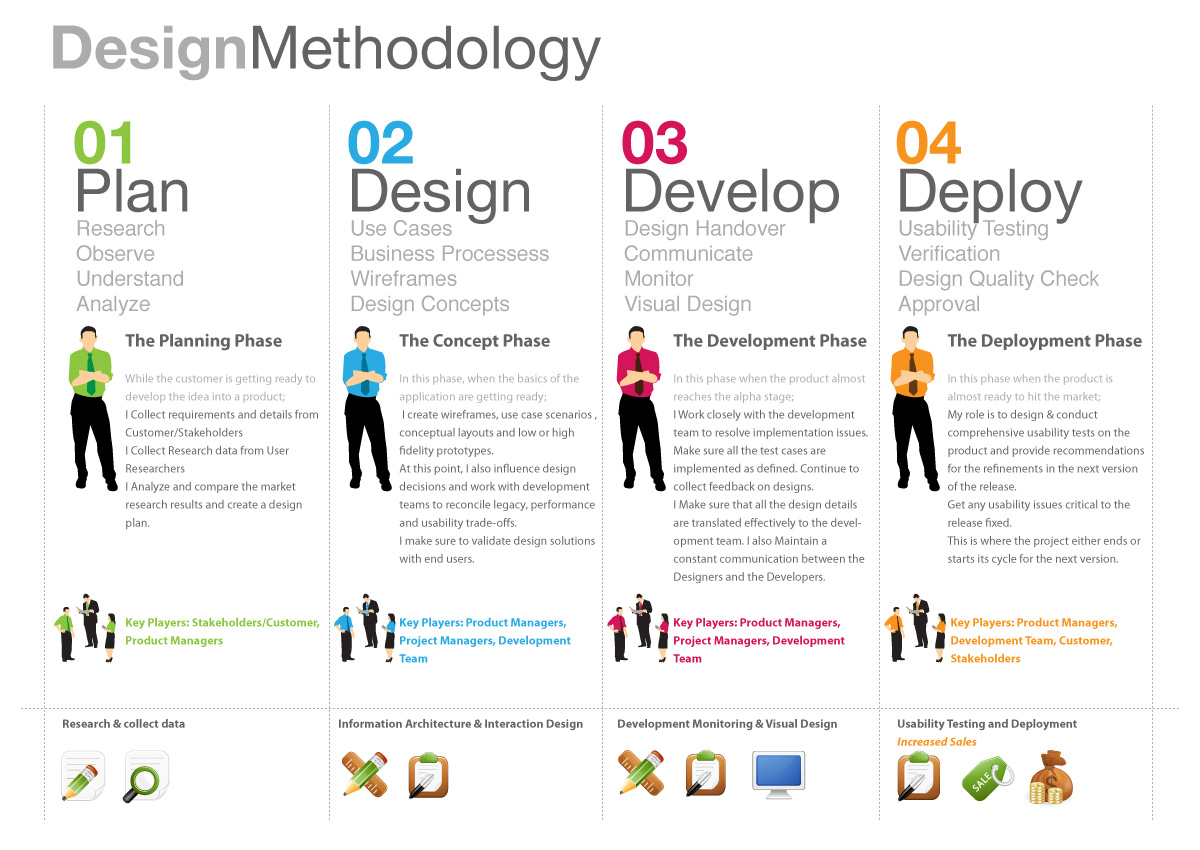 DesignMethodology
01
Plan
Research
Observe
Understand
Analyze
The Planning Phase
While the customer is getting ready to
develop the idea into a product;
I Collect requirements and details from
Customer/Stakeholders
I Collect Research data from User
Researchers
I Analyze and compare the market
research results and create a design
plan.
Key Players: Stakeholders/Customer,
Product Managers
Research & collect data
02
Design
Use Cases
Business Processess
Wireframes
Design Concepts
The Concept Phase
In this phase, when the basics of the
application are getting ready;
I create wireframes, use case scenarios ,
conceptual layouts and low or high
fidelity prototypes.
At this point, I also influence design
decisions and work with development
teams to reconcile legacy, performance
and usability trade-offs.
I make sure to validate design solutions
with end users.
Key Players: Product Managers,
Project Managers, Development
Team
Information Architecture & Interaction Design
03
Develop
Design Handover
Communicate
Monitor
Visual Design
The Development Phase
In this phase when the product almost
reaches the alpha stage;
I Work closely with the development
team to resolve implementation issues.
Make sure all the test cases are
implemented as defined. Continue to
collect feedback on designs.
I Make sure that all the design details
are translated effectively to the devel-
opment team. I also Maintain a
constant communication between the
Designers and the Developers.
Key Players: Product Managers,
Project Managers, Development
Team
Development Monitoring & Visual Design
04
Deploy
Usability Testing
Verification
Design Quality Check
Approval
The Deploypment Phase
In this phase when the product is
almost ready to hit the market;
My role is to design & conduct
comprehensive usability tests on the
product and provide recommendations
for the refinements in the next version
of the release.
Get any usability issues critical to the
release fixed.
This is where the project either ends or
starts its cycle for the next version.
Key Players: Product Managers,
Development Team, Customer,
Stakeholders
Usability Testing and Deployment
Increased Sales
SALE